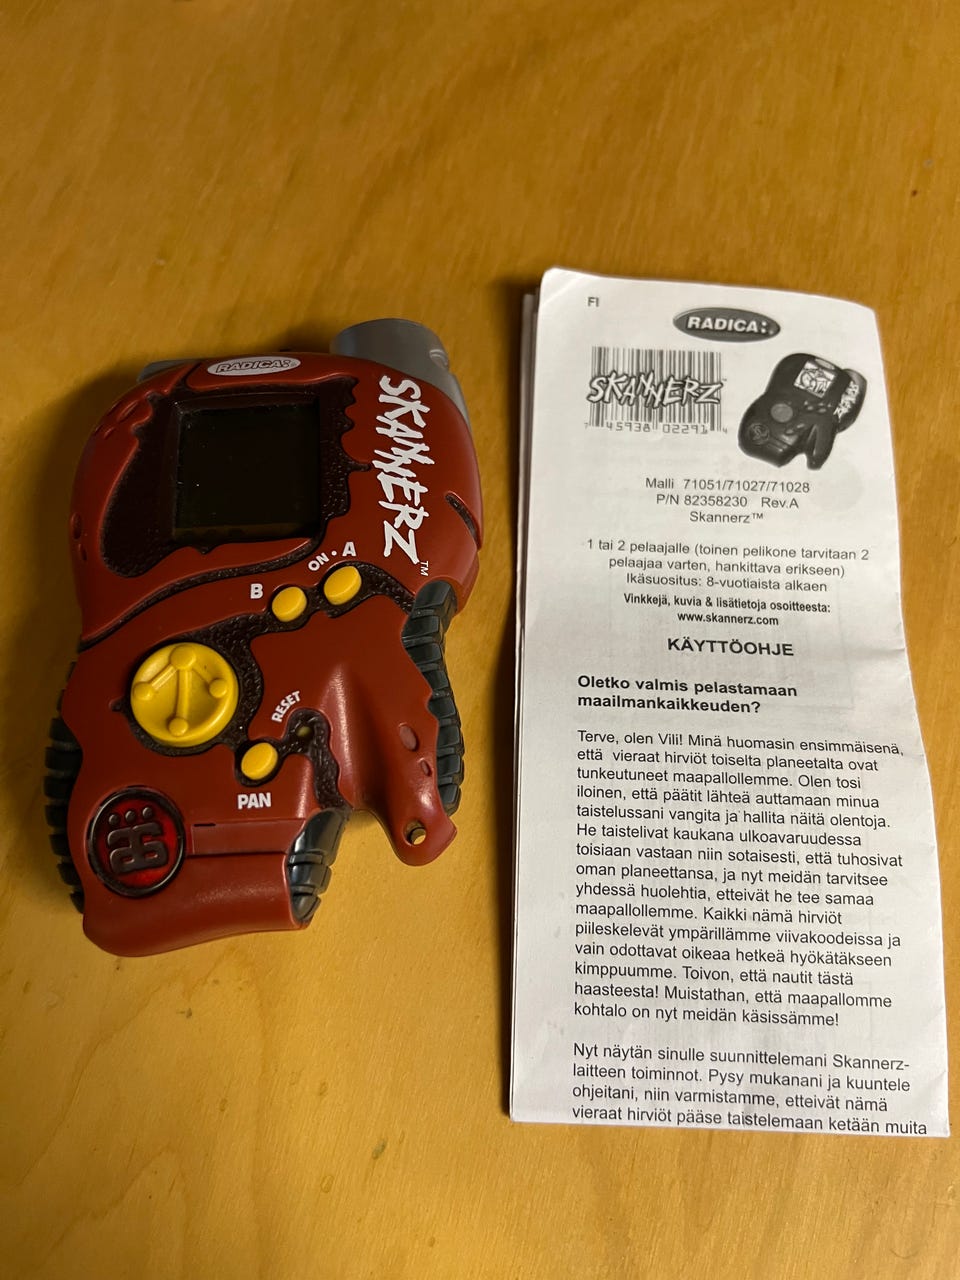 RADICA:
SKANNERZ™
ON • A
B
RESET
PAN
FI
RADICA:
SKANNERZ
7 45938 02291 4
Malli 71051/71027/71028
P/N 82358230 Rev.A
Skannerz™
1 tai 2 pelaajalle (toinen pelikone tarvitaan 2
pelaajaa varten, hankittava erikseen)
Ikäsuositus: 8-vuotiaista alkaen
Vinkkejä, kuvia & lisätietoja osoitteesta:
www.skannerz.com
KÄYTTÖOHJE
Oletko valmis pelastamaan
maailmankaikkeuden?
Terve, olen Vili! Minä huomasin ensimmäisenä,
että vieraat hirviöt toiselta planeetalta ovat
tunkeutuneet maapallollemme. Olen tosi
iloinen, että päätit lähteä auttamaan minua
taistelussani vangita ja hallita näitä olentoja.
He taistelivat kaukana ulkoavaruudessa
toisiaan vastaan niin sotaisesti, että tuhosivat
oman planeettansa, ja nyt meidän tarvitsee
yhdessä huolehtia, etteivät he tee samaa
maapallollemme. Kaikki nämä hirviöt
piileskelevät ympärillämme viivakoodeissa ja
vain odottavat oikeaa hetkeä hyökätäkseen
kimppuumme. Toivon, että nautit tästä
haasteesta! Muistathan, että maapallomme
kohtalo on nyt meidän käsissämme!
Nyt näytän sinulle suunnittelemani Skannerz-
laitteen toiminnot. Pysy mukanani ja kuuntele
ohjeitani, niin varmistamme, etteivät nämä
vieraat hirviöt pääse taistelemaan ketään muita